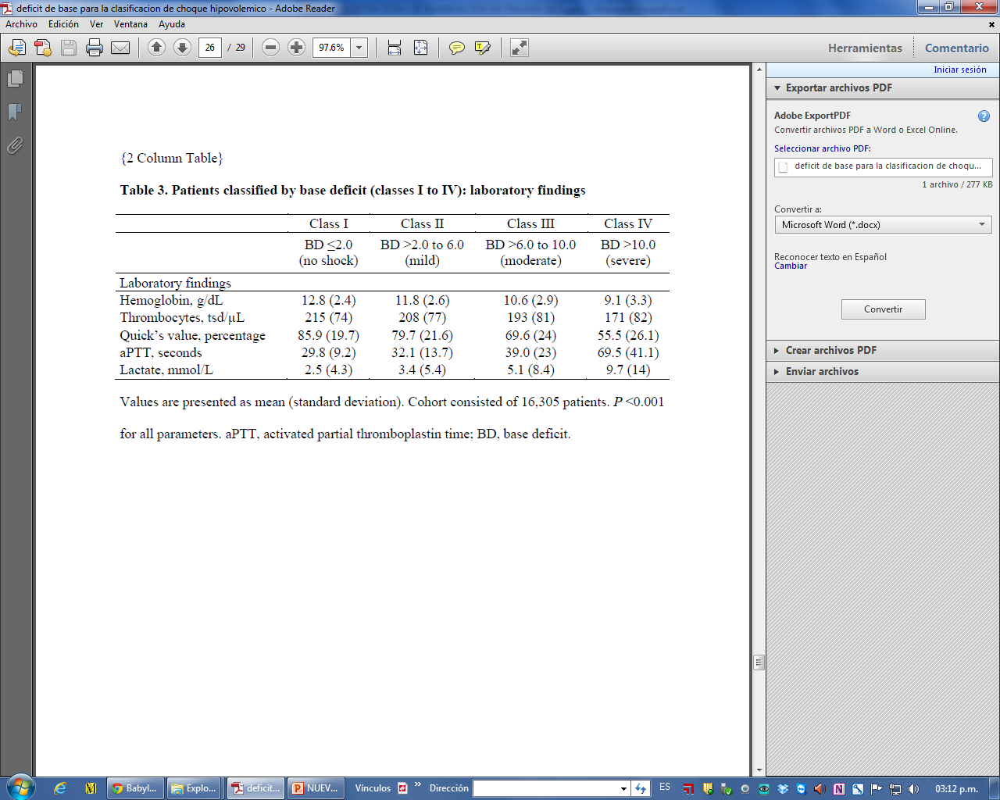 deficit de base para la clasificacion de choque hipovolemico - Adobe Reader
Archivo Edición Ver Ventana Ayuda
26 / 29 97.6% Herramientas Comentario
Iniciar sesión
Exportar archivos PDF
Adobe ExportPDF
Convertir archivos PDF a Word o Excel Online.
Seleccionar archivo PDF:
deficit de base para la clasificacion de choqu...
1 archivo / 277 KB
Convertir a:
Microsoft Word (*.docx)
Reconocer texto en Español
Cambiar
Convertir
Crear archivos PDF
Enviar archivos
{2 Column Table}
Table 3. Patients classified by base deficit (classes I to IV): laboratory findings
Class I Class II Class III Class IV
BD ≤2.0 BD >2.0 to 6.0 BD >6.0 to 10.0 BD >10.0
(no shock) (mild) (moderate) (severe)
Laboratory findings
Hemoglobin, g/dL 12.8 (2.4) 11.8 (2.6) 10.6 (2.9) 9.1 (3.3)
Thrombocytes, tsd/µL 215 (74) 208 (77) 193 (81) 171 (82)
Quick's value, percentage 85.9 (19.7) 79.7 (21.6) 69.6 (24) 55.5 (26.1)
aPTT, seconds 29.8 (9.2) 32.1 (13.7) 39.0 (23) 69.5 (41.1)
Lactate, mmol/L 2.5 (4.3) 3.4 (5.4) 5.1 (8.4) 9.7 (14)
Values are presented as mean (standard deviation). Cohort consisted of 16,305 patients. P <0.001
for all parameters. aPTT, activated partial thromboplastin time; BD, base deficit.
Babyl... Explo... deficit... NUEV... Vínculos » Dirección ES 03:12 p.m.